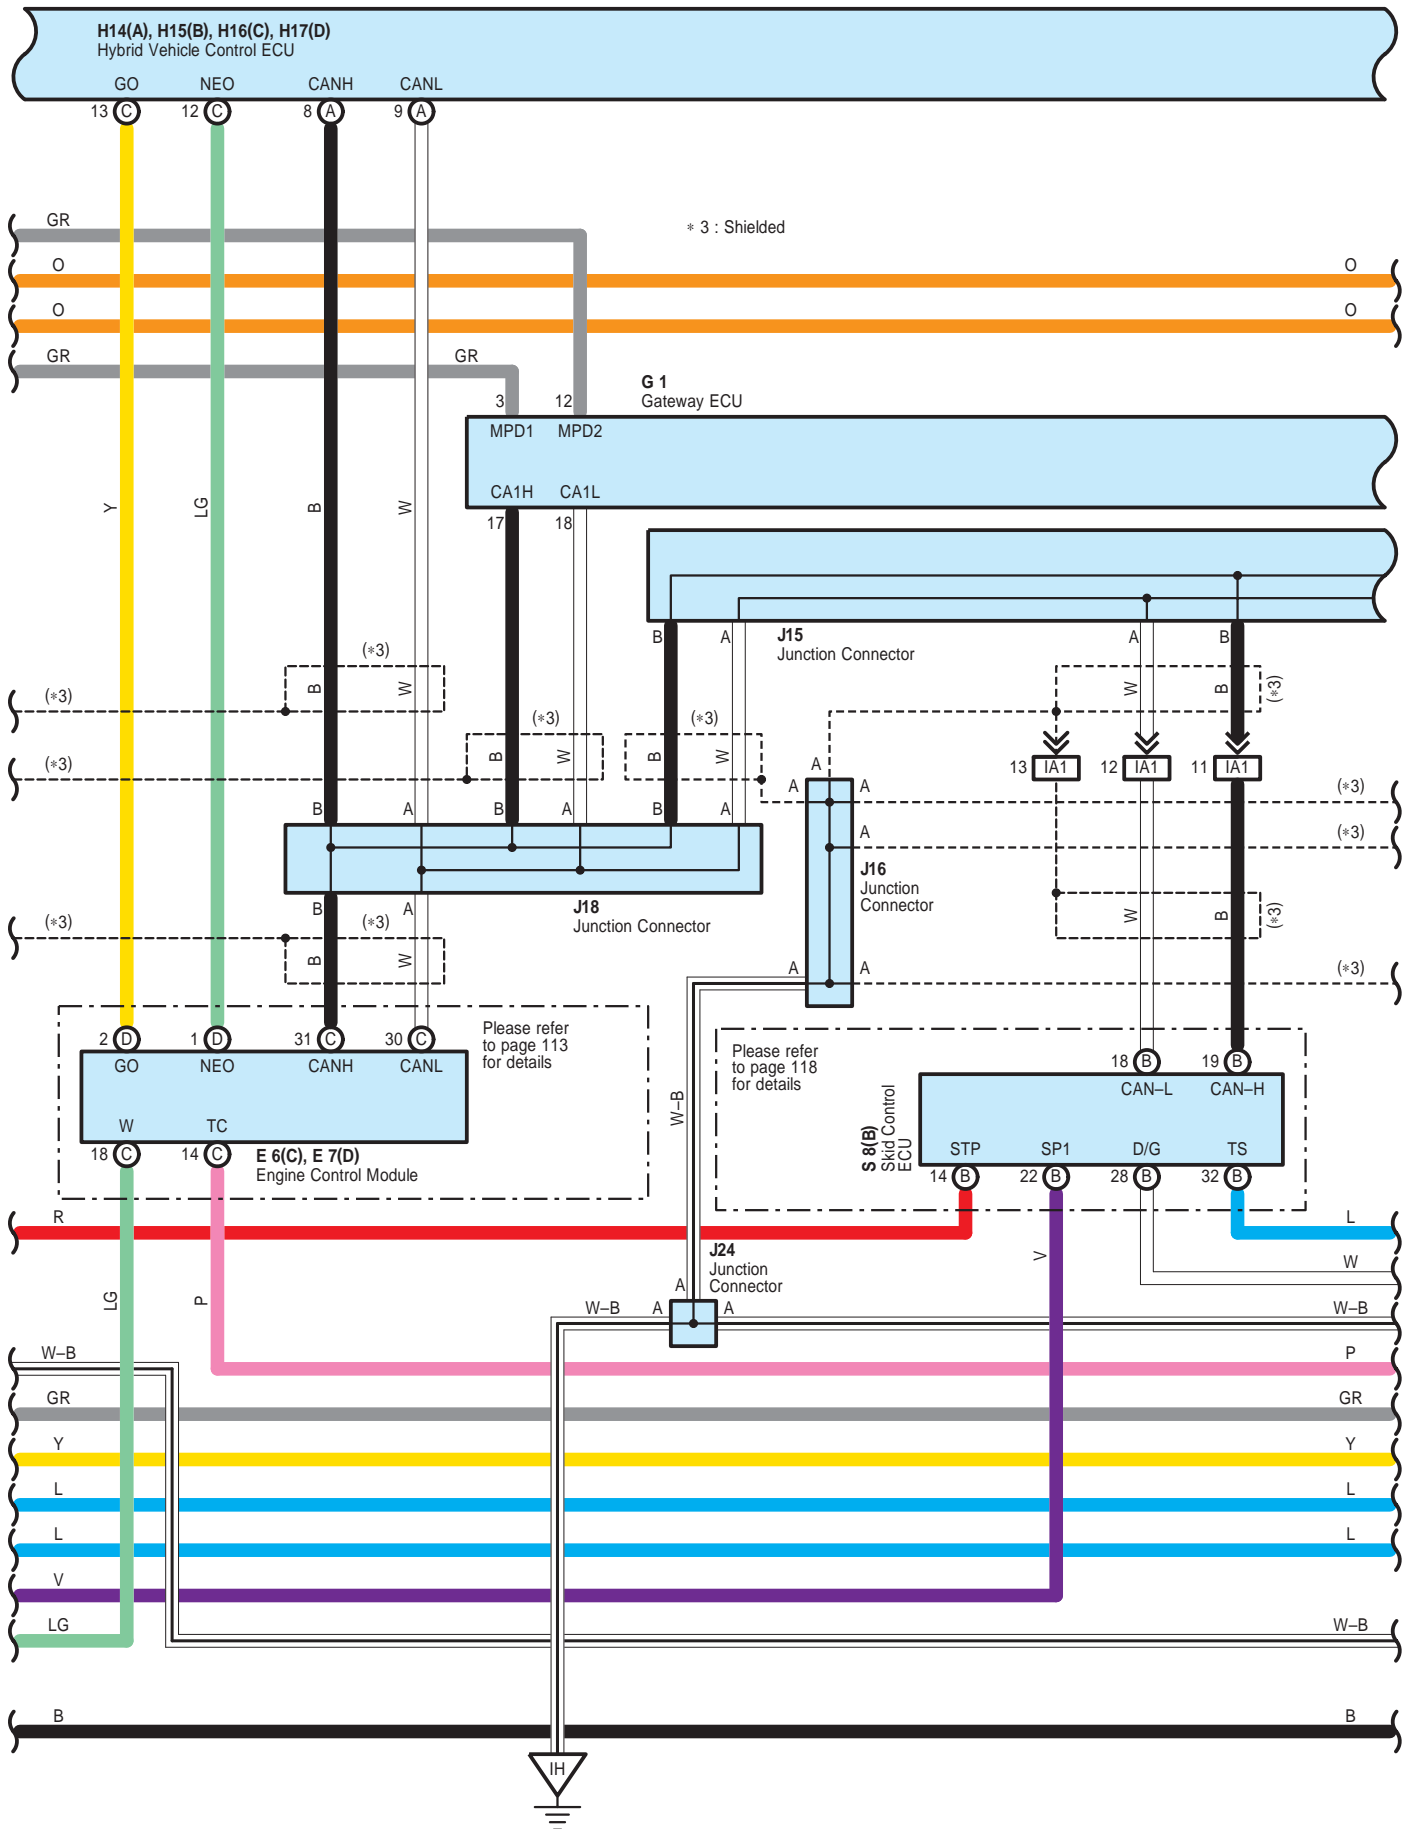 H14(A), H15(B), H16(C), H17(D)
Hybrid Vehicle Control ECU
GO NEO CANH CANL
13 C 12 C 8 A 9 A
GR
∗ 3 : Shielded
O O
O O
GR GR
G 1
Gateway ECU
3 12
MPD1 MPD2
CA1H CA1L
17 18
Y LG B W
B A
J15
Junction Connector
A B
(∗3)
B W
(∗3)
W B (∗3)
(∗3) (∗3)
B W B W
(∗3)
A
13 IA1 12 IA1 11 IA1
A A (∗3)
B A B A B A
A (∗3)
J16
Junction
Connector
J18
Junction Connector
B A
(∗3) (∗3)
B W
W B (∗3)
A A (∗3)
2 D 1 D 31 C 30 C
GO NEO CANH CANL
Please refer
to page 113
for details
W TC
18 C 14 C
E 6(C), E 7(D)
Engine Control Module
W–B
Please refer
to page 118
for details
18 B 19 B
CAN–L CAN–H
S 8(B)
Skid Control
ECU
STP SP1 D/G TS
14 B 22 B 28 B 32 B
R L
J24
Junction
Connector
V
W
LG P
A
W–B A A W–B
W–B P
GR GR
Y Y
L L
L L
V
LG W–B
B B
IH